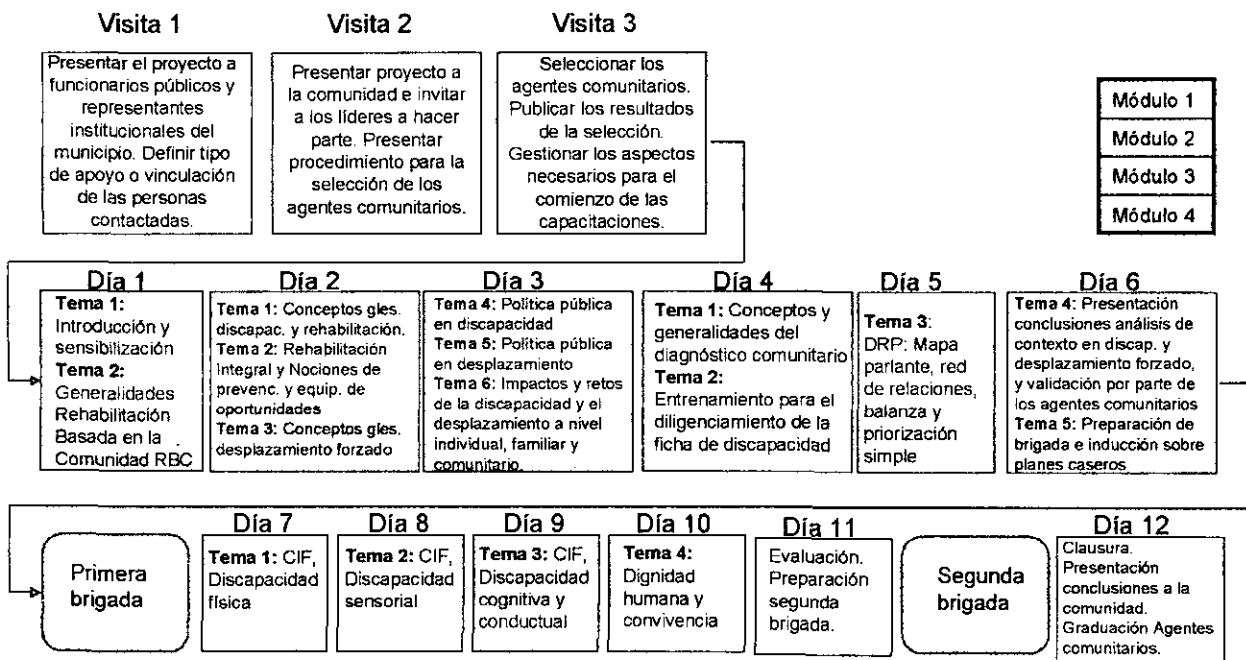 Visita 1
Presentar el proyecto a
funcionarios públicos y
representantes
institucionales del
municipio. Definir tipo
de apoyo o vinculación
de las personas
contactadas.
Visita 2
Presentar proyecto a
la comunidad e invitar
a los líderes a hacer
parte. Presentar
procedimiento para la
selección de los
agentes comunitarios.
Visita 3
Seleccionar los
agentes comunitarios.
Publicar los resultados
de la selección.
Gestionar los aspectos
necesarios para el
comienzo de las
capacitaciones.
Módulo 1
Módulo 2
Módulo 3
Módulo 4
Día 1
Tema 1:
Introducción y
sensibilización
Tema 2:
Generalidades
Rehabilitación
Basada en la
Comunidad RBC
Día 2
Tema 1: Conceptos gles.
discapac. y rehabilitación.
Tema 2: Rehabilitación
Integral y Nociones de
prevenc. y equip. de
oportunidades
Tema 3: Conceptos gles.
desplazamiento forzado
Día 3
Tema 4: Política pública
en discapacidad
Tema 5: Política pública
en desplazamiento
Tema 6: Impactos y retos
de la discapacidad y el
desplazamiento a nivel
individual, familiar y
comunitario.
Día 4
Tema 1: Conceptos y
generalidades del
diagnóstico comunitario
Tema 2:
Entrenamiento para el
diligenciamiento de la
ficha de discapacidad
Día 5
Tema 3:
DRP: Mapa
parlante, red
de relaciones,
balanza y
priorización
simple
Día 6
Tema 4: Presentación
conclusiones análisis de
contexto en discap. y
desplazamiento forzado,
y validación por parte de
los agentes comunitarios
Tema 5: Preparación de
brigada e inducción sobre
planes caseros
Primera
brigada
Día 7
Tema 1: CIF,
Discapacidad
física
Día 8
Tema 2: CIF,
Discapacidad
sensorial
Día 9
Tema 3: CIF,
Discapacidad
cognitiva y
conductual
Día 10
Tema 4:
Dignidad
humana y
convivencia
Día 11
Evaluación.
Preparación
segunda
brigada.
Segunda
brigada
Día 12
Clausura.
Presentación
conclusiones a la
comunidad.
Graduación Agentes
comunitarios.